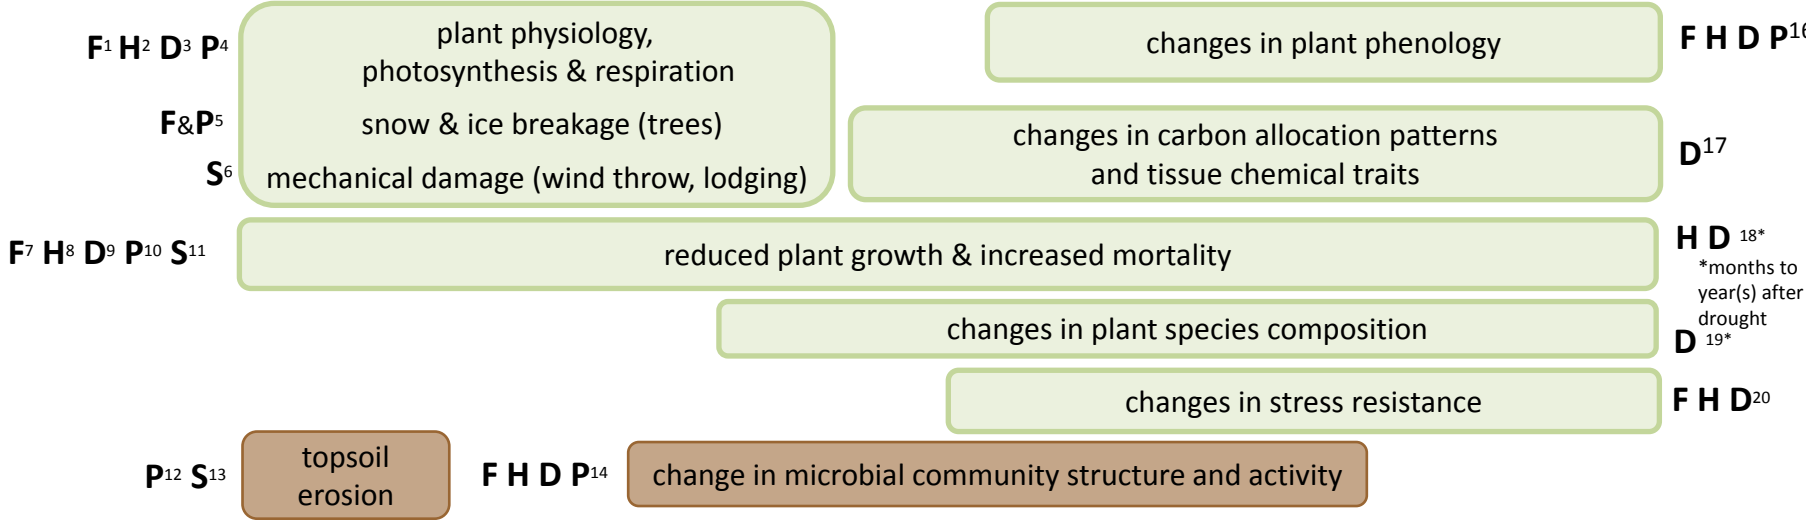 F¹ H² D³ P⁴
plant physiology,
photosynthesis & respiration
F&P⁵
snow & ice breakage (trees)
S⁶
mechanical damage (wind throw, lodging)
changes in plant phenology
F H D P¹⁶
changes in carbon allocation patterns
and tissue chemical traits
D¹⁷
F⁷ H⁸ D⁹ P¹⁰ S¹¹
reduced plant growth & increased mortality
H D ¹⁸*
*months to
year(s) after
drought
changes in plant species composition
D ¹⁹*
changes in stress resistance
F H D²⁰
P¹² S¹³
topsoil
erosion
F H D P¹⁴
change in microbial community structure and activity